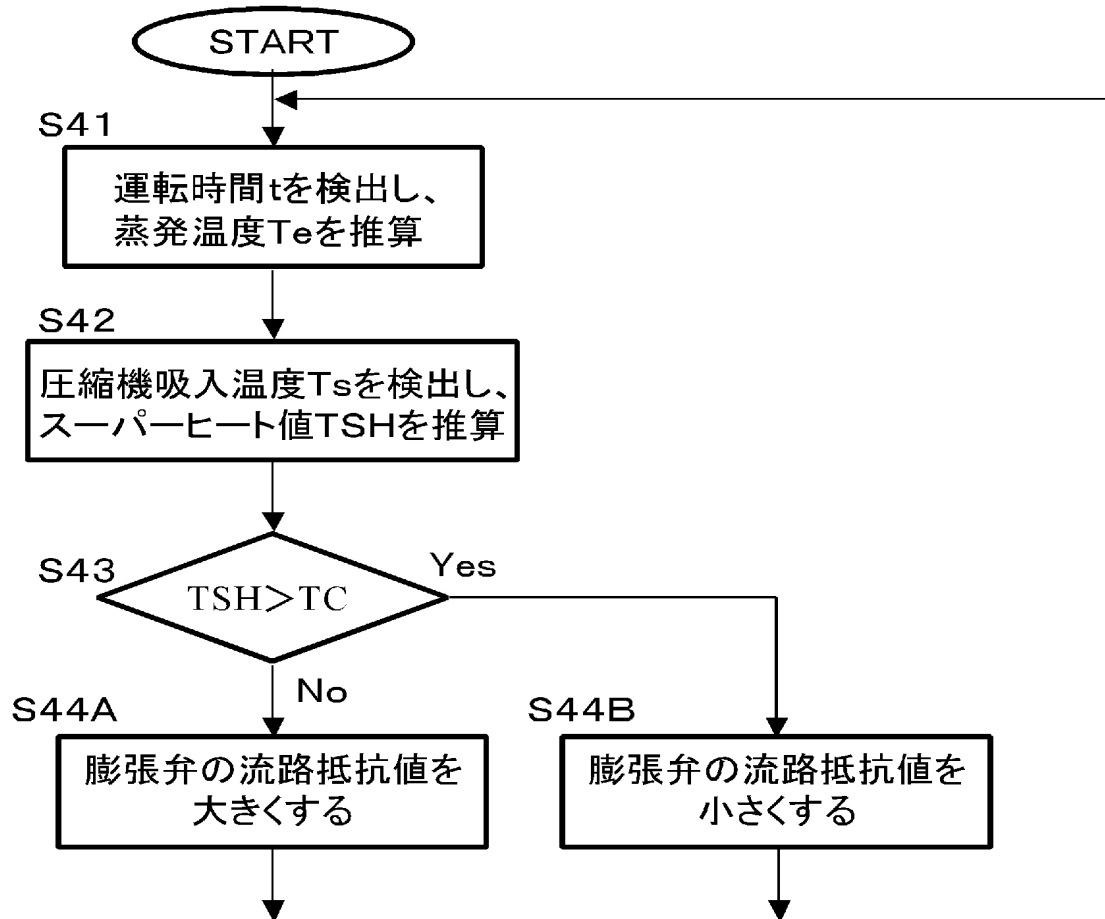 START
S41
運転時間tを検出し、
蒸発温度Teを推算
S42
圧縮機吸入温度Tsを検出し、
スーパーヒート値TSHを推算
S43
TSH＞TC
Yes
No
S44A
膨張弁の流路抵抗値を
大きくする
S44B
膨張弁の流路抵抗値を
小さくする